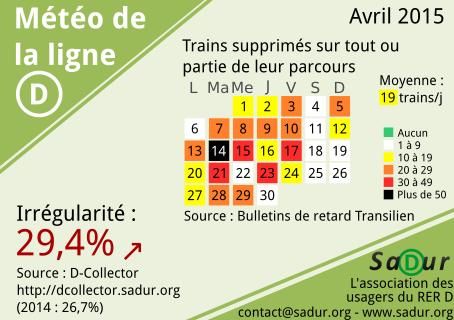 Météo de
la ligne
D
Avril 2015
Trains supprimés sur tout ou
partie de leur parcours
L Ma Me J V S D
1 2 3 4 5
6 7 8 9 10 11 12
13 14 15 16 17 18 19
20 21 22 23 24 25 26
27 28 29 30
Source : Bulletins de retard Transilien
Moyenne :
19 trains/j
Aucun
1 à 9
10 à 19
20 à 29
30 à 49
Plus de 50
Irrégularité :
29,4% ↗
Source : D-Collector
http://dcollector.sadur.org
(2014 : 26,7%)
SaDur
L'association des
usagers du RER D
contact@sadur.org - www.sadur.org